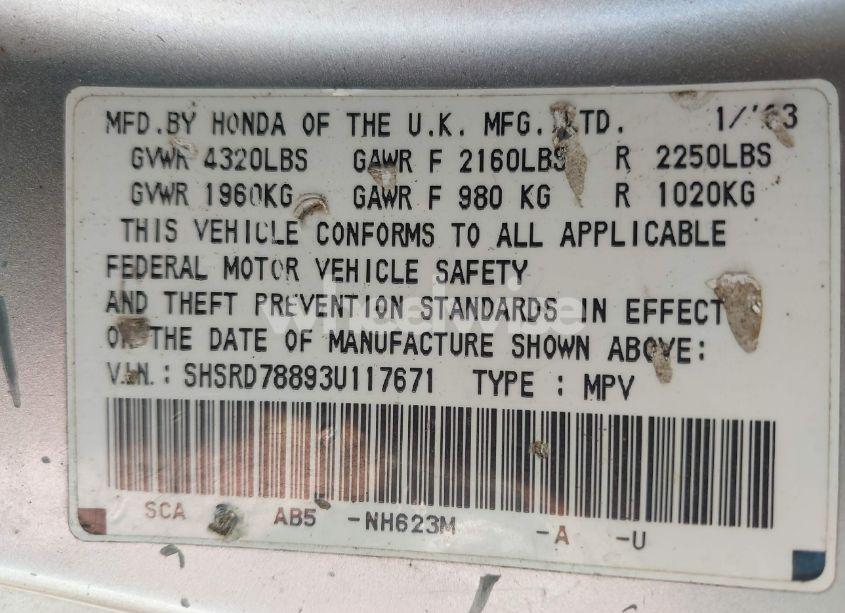 MFD.BY HONDA OF THE U.K. MFG. LTD. 1/'03
GVWR 4320LBS GAWR F 2160LBS R 2250LBS
GVWR 1960KG GAWR F 980 KG R 1020KG
THIS VEHICLE CONFORMS TO ALL APPLICABLE
FEDERAL MOTOR VEHICLE SAFETY
AND THEFT PREVENTION STANDARDS IN EFFECT
ON THE DATE OF MANUFACTURE SHOWN ABOVE:
V.I.N.: SHSRD78893U117671 TYPE : MPV
SCA AB5 -NH623M -A -U
wheelwise